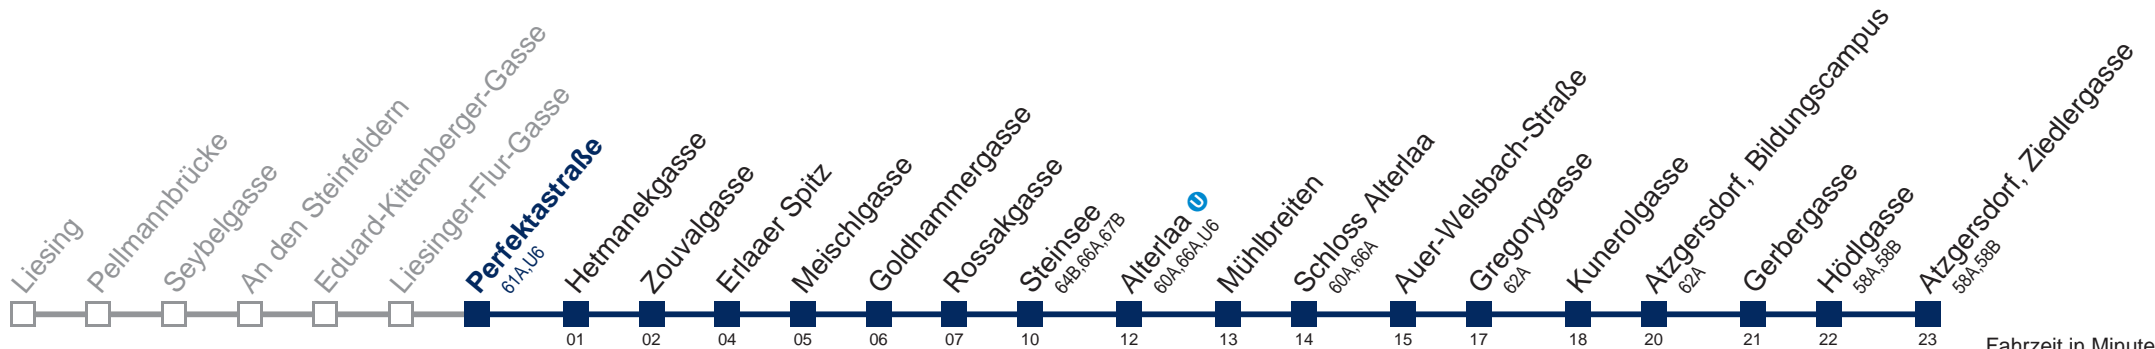 Liesing
Pellmannbrücke
Seybelgasse
An den Steinfeldern
Eduard-Kittenberger-Gasse
Liesinger-Flur-Gasse
Perfektastraße
61A,U6
Hetmanekgasse
Zouvalgasse
Erlaaer Spitz
Meischlgasse
Goldhammergasse
Rossakgasse
Steinsee
64B,66A,67B
Alterlaa U
60A,66A,U6
Mühlbreiten
Schloss Alterlaa
60A,66A
Auer-Welsbach-Straße
Gregorygasse
62A
Kunerolgasse
Atzgersdorf, Bildungscampus
62A
Gerbergasse
Hödlgasse
58A,58B
Atzgersdorf, Ziedlergasse
58A,58B
01 02 04 05 06 07 10 12 13 14 15 17 18 20 21 22 23
Fahrzeit in Minute